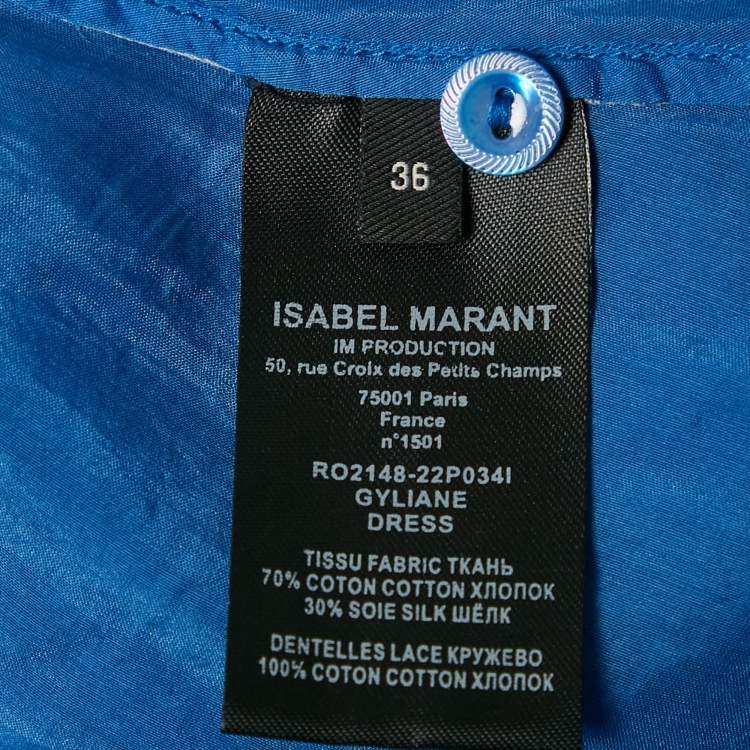 36
ISABEL MARANT
IM PRODUCTION
50, rue Croix des Petits Champs
75001 Paris
France
n°1501
RO2148-22P034I
GYLIANE
DRESS
TISSU FABRIC ТКАНЬ
70% COTON COTTON ХЛОПОК
30% SOIE SILK ШЁЛК
DENTELLES LACE КРУЖЕВО
100% COTON COTTON ХЛОПОК